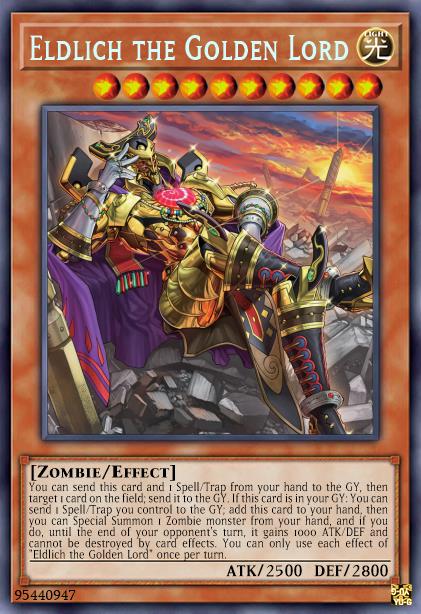 ELDLICH THE GOLDEN LORD
LIGHT
光
[ZOMBIE/EFFECT]
You can send this card and 1 Spell/Trap from your hand to the GY, then
target 1 card on the field; send it to the GY. If this card is in your GY: You can
send 1 Spell/Trap you control to the GY; add this card to your hand, then
you can Special Summon 1 Zombie monster from your hand, and if you
do, until the end of your opponent's turn, it gains 1000 ATK/DEF and
cannot be destroyed by card effects. You can only use each effect of
"Eldlich the Golden Lord" once per turn.
ATK/2500 DEF/2800
95440947